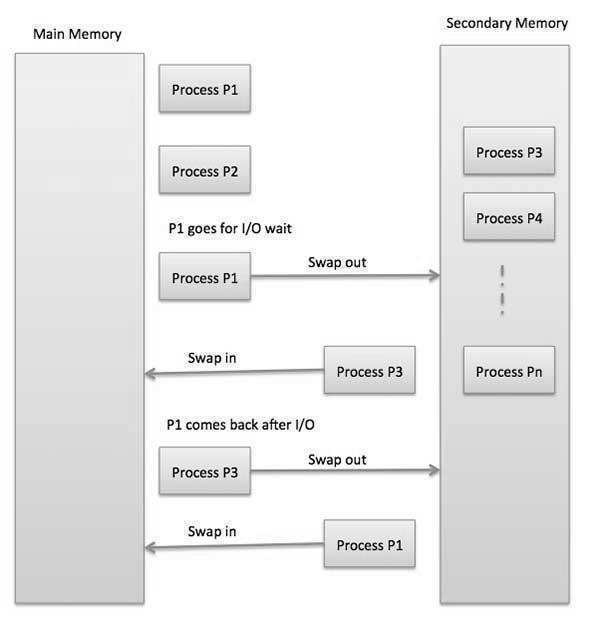 Main Memory
Secondary Memory
Process P1
Process P2
Process P3
Process P4
P1 goes for I/O wait
Process P1
Swap out
Swap in
Process P3
Process Pn
P1 comes back after I/O
Process P3
Swap out
Swap in
Process P1